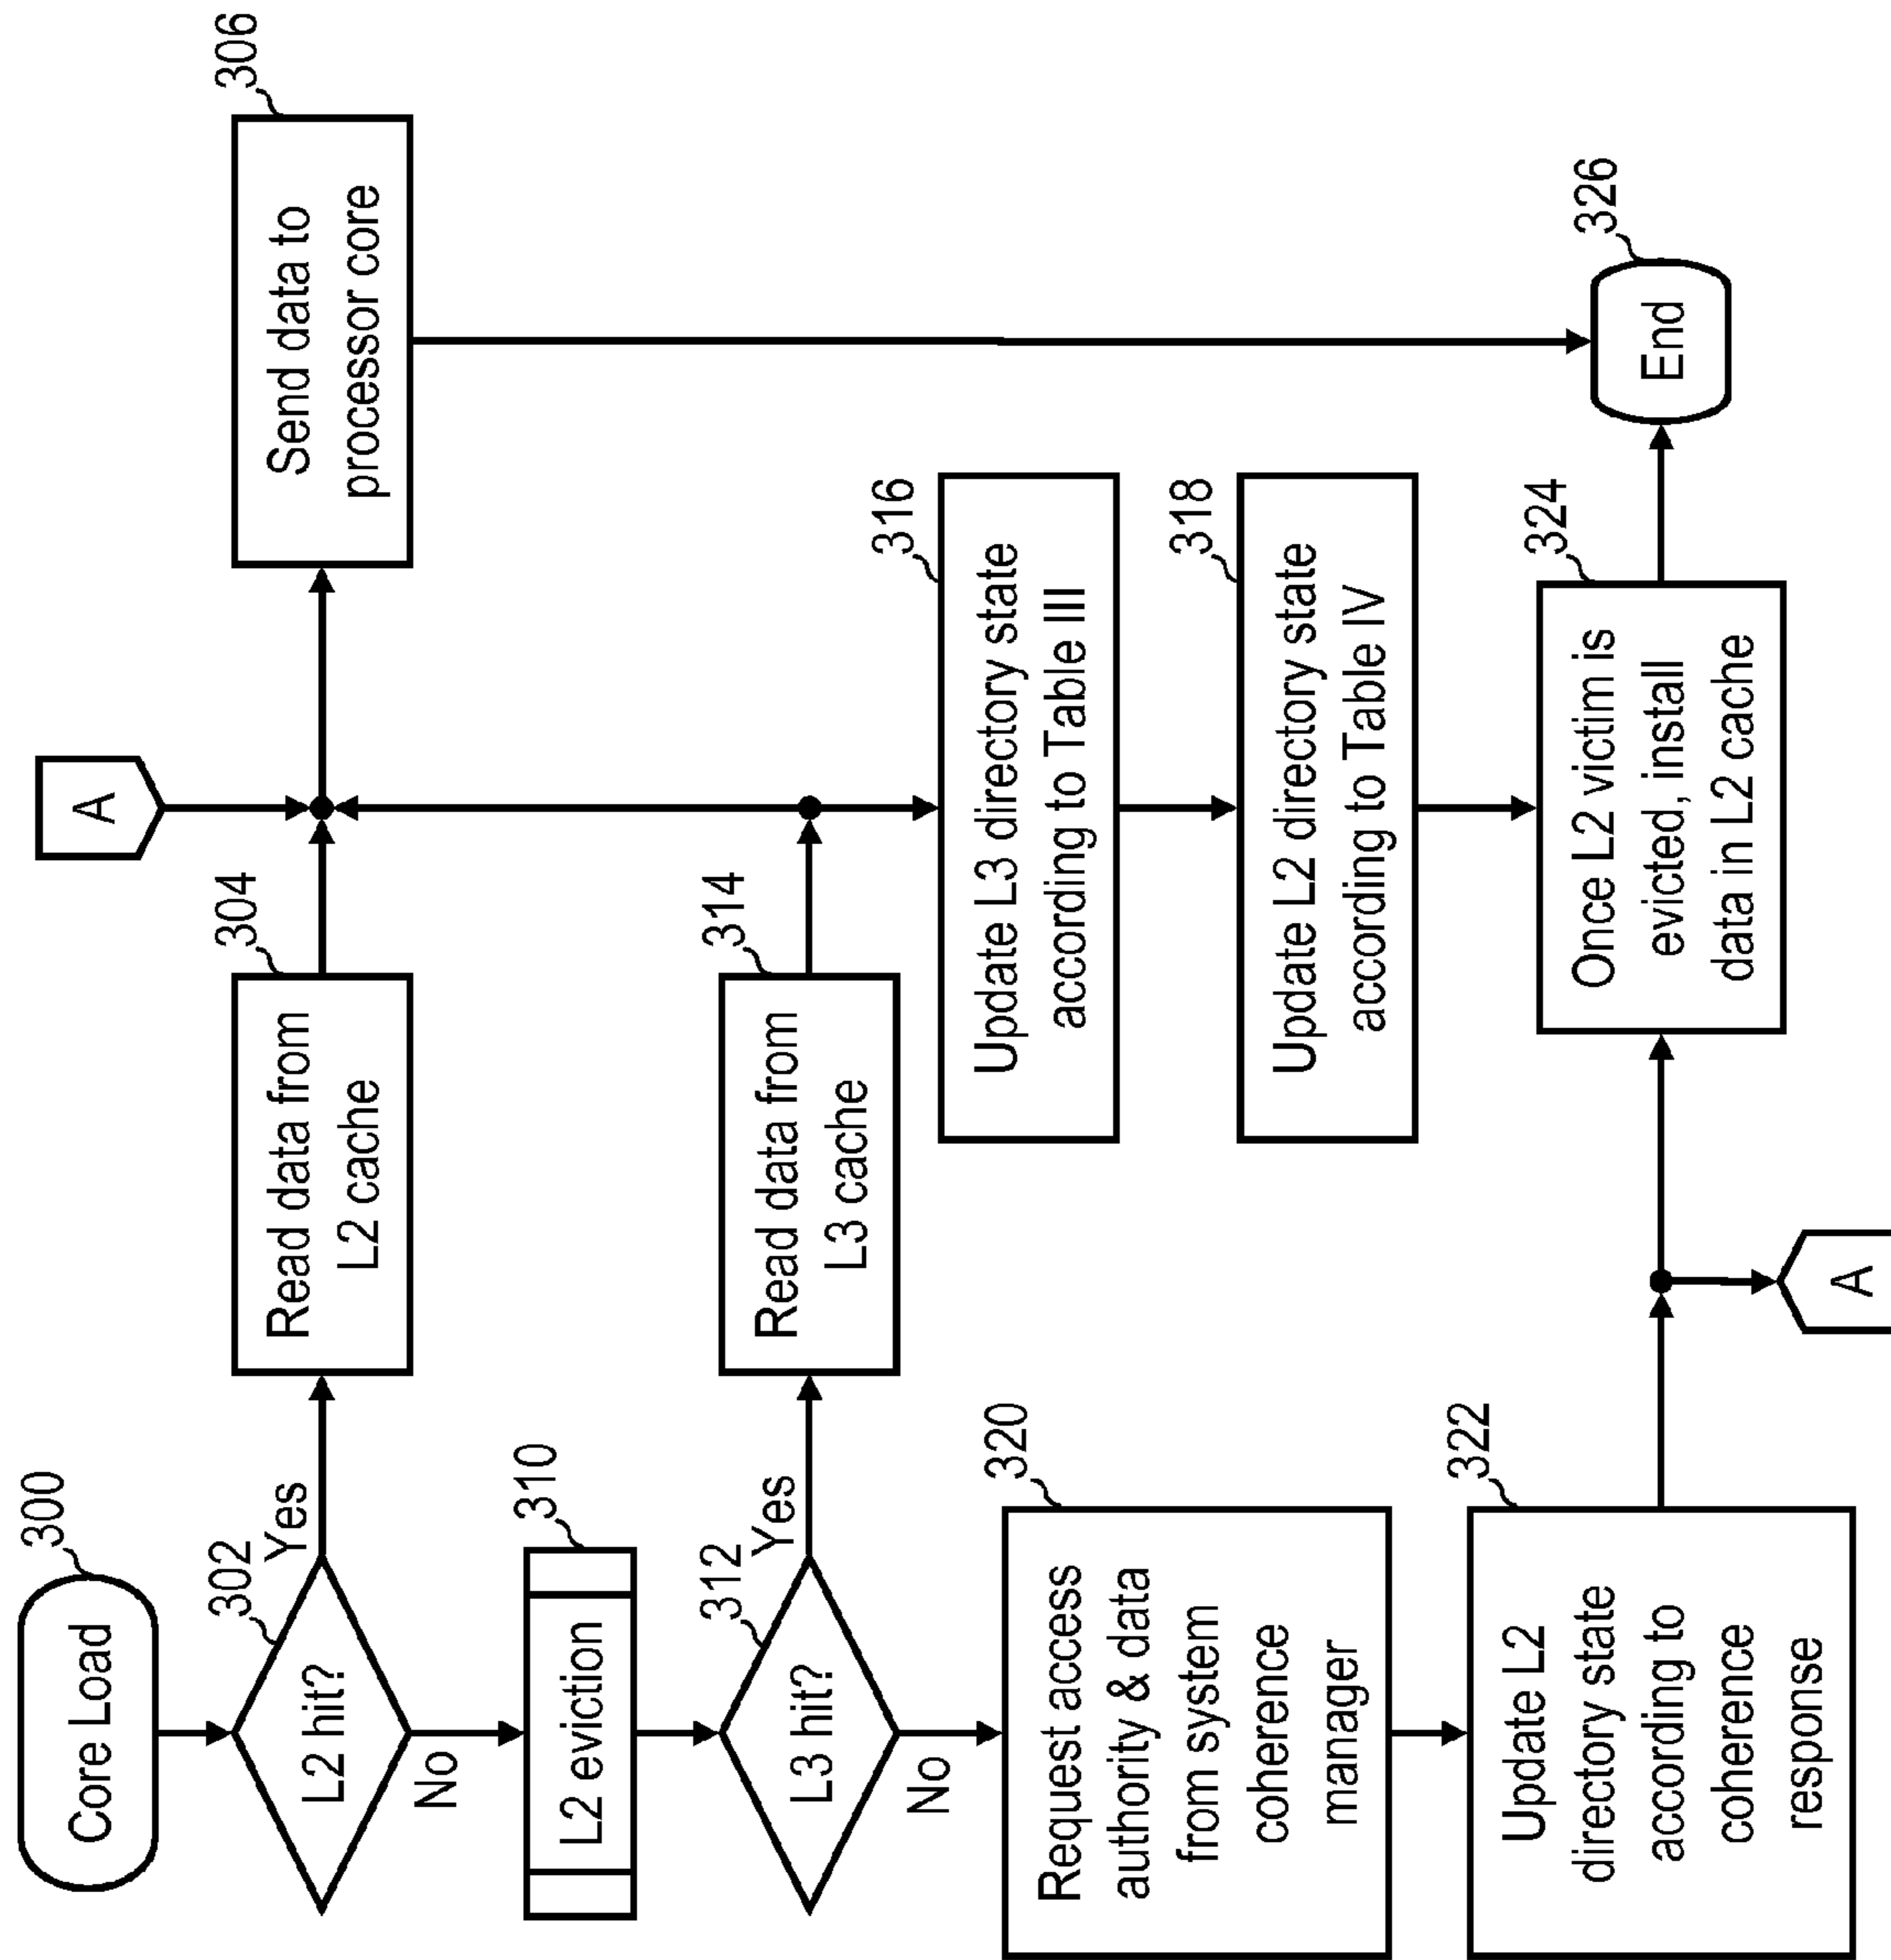 300
Core Load
302
L2 hit?
Yes
No
304
Read data from
L2 cache
A
306
Send data to
processor core
310
L2 eviction
312
L3 hit?
Yes
No
314
Read data from
L3 cache
316
Update L3 directory state
according to Table III
318
Update L2 directory state
according to Table IV
320
Request access
authority & data
from system
coherence
manager
322
Update L2
directory state
according to
coherence
response
A
324
Once L2 victim is
evicted, install
data in L2 cache
326
End